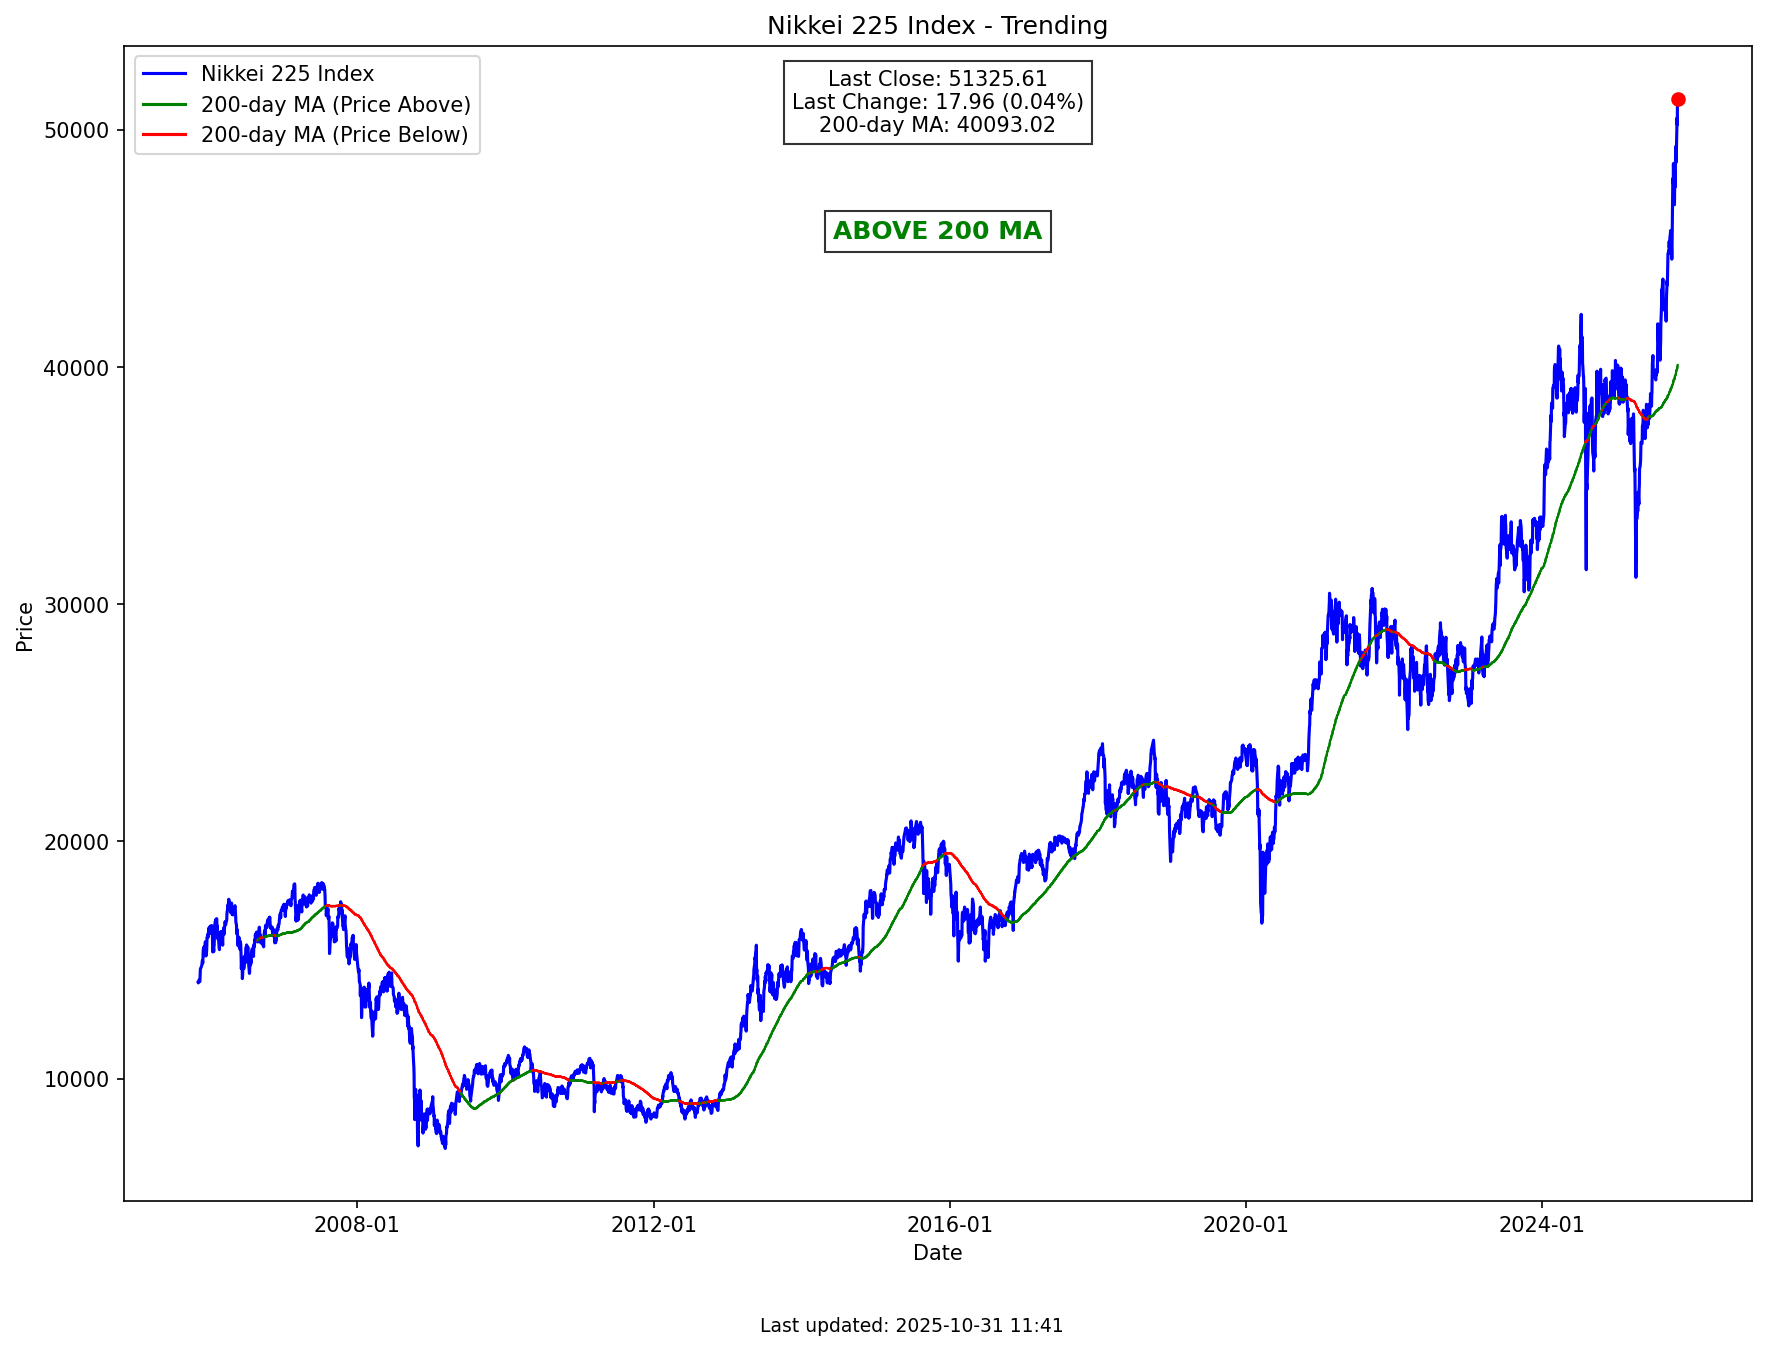 Nikkei 225 Index - Trending
Nikkei 225 Index
200-day MA (Price Above)
200-day MA (Price Below)
Last Close: 51325.61
Last Change: 17.96 (0.04%)
200-day MA: 40093.02
ABOVE 200 MA
Price
50000
40000
30000
20000
10000
2008-01
2012-01
2016-01
2020-01
2024-01
Date
Last updated: 2025-10-31 11:41